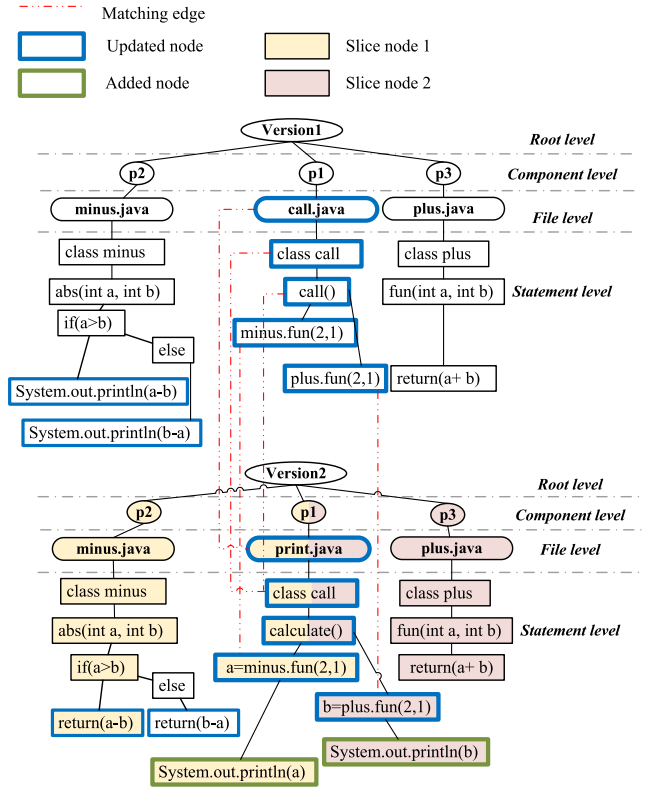 Matching edge
Updated node
Slice node 1
Added node
Slice node 2
Version1
Root level
p2
p1
p3
Component level
minus.java
call.java
plus.java
File level
class minus
class call
class plus
abs(int a, int b)
call()
fun(int a, int b)
Statement level
if(a>b)
minus.fun(2,1)
else
System.out.println(a-b)
plus.fun(2,1)
return(a+ b)
System.out.println(b-a)
Version2
Root level
p2
p1
p3
Component level
minus.java
print.java
plus.java
File level
class minus
class call
class plus
abs(int a, int b)
calculate()
fun(int a, int b)
Statement level
if(a>b)
a=minus.fun(2,1)
return(a+ b)
else
return(a-b)
return(b-a)
b=plus.fun(2,1)
System.out.println(b)
System.out.println(a)